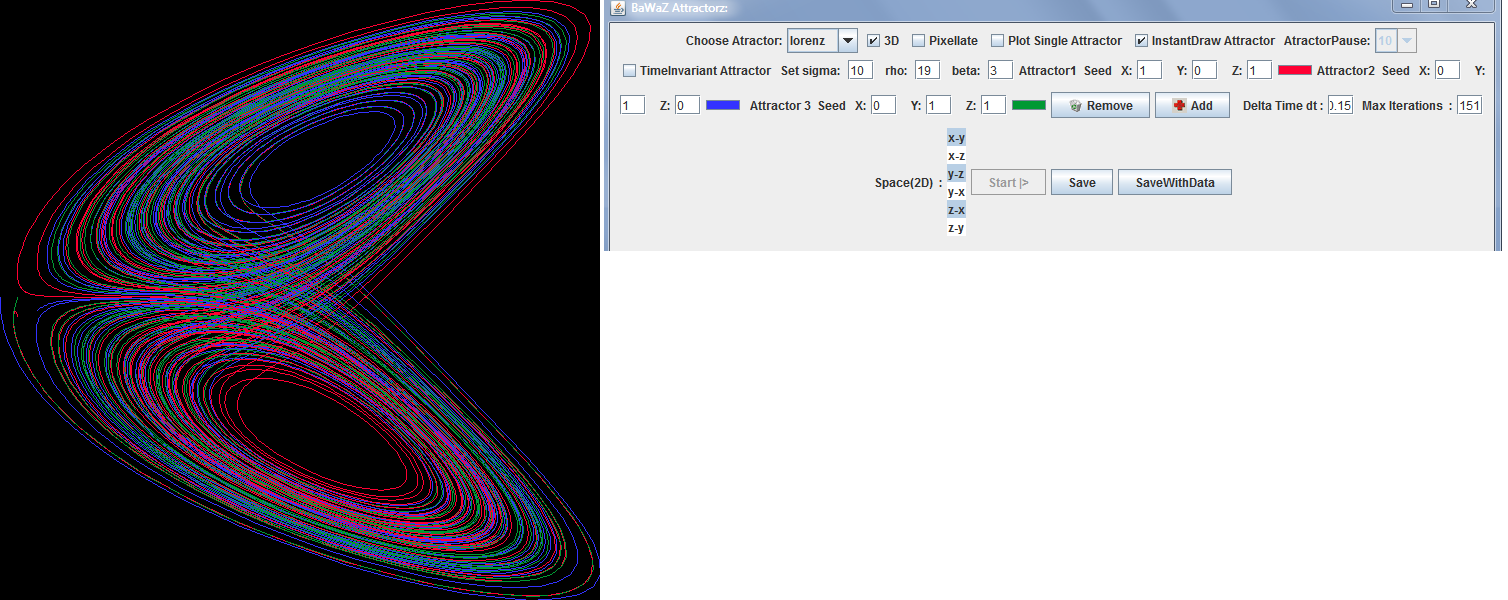 BaWaZ Attractorz:
Choose Atractor: lorenz 3D Pixellate Plot Single Attractor InstantDraw Attractor AtractorPause: 10
TimeInvariant Attractor Set sigma: 10 rho: 19 beta: 3 Attractor1 Seed X: 1 Y: 0 Z: 1 Attractor2 Seed X: 0 Y:
1 Z: 0 Attractor 3 Seed X: 0 Y: 1 Z: 1 Remove Add Delta Time dt : 0.15 Max Iterations : 151
x-y
x-z
y-z
Space(2D) : Start |> Save SaveWithData
y-x
z-x
z-y